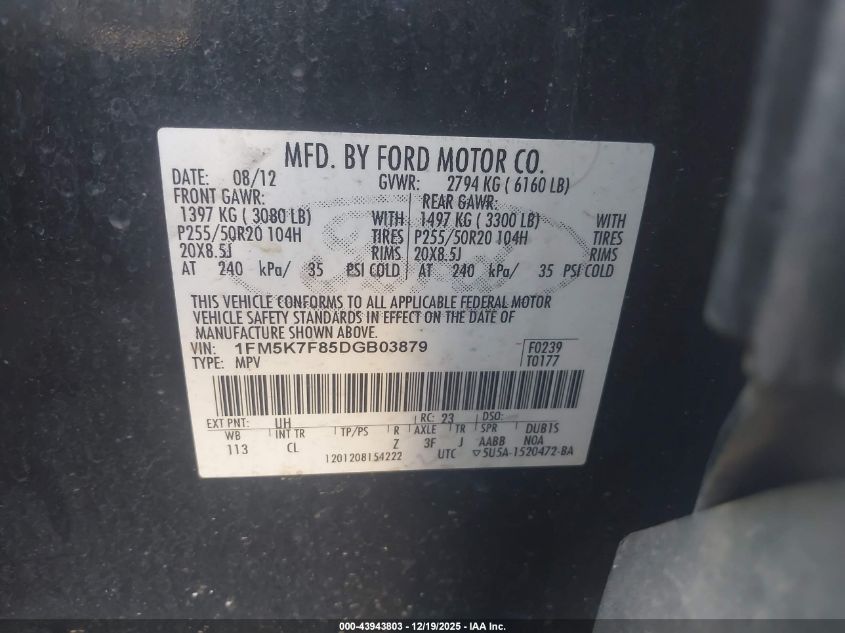 MFD. BY FORD MOTOR CO.
DATE: 08/12 GVWR: 2794 KG ( 6160 LB)
FRONT GAWR: REAR GAWR:
1397 KG ( 3080 LB) WITH 1497 KG ( 3300 LB) WITH
P255/50R20 104H TIRES P255/50R20 104H TIRES
20X8.5J RIMS 20X8.5J RIMS
AT 240 kPa/ 35 PSI COLD AT 240 kPa/ 35 PSI COLD
THIS VEHICLE CONFORMS TO ALL APPLICABLE FEDERAL MOTOR
VEHICLE SAFETY STANDARDS IN EFFECT ON THE DATE OF
MANUFACTURE SHOWN ABOVE.
VIN: 1FM5K7F85DGB03879 F0239
TYPE: MPV T0177
EXT PNT: UH RC: 23 DSO:
WB INT TR TP/PS R AXLE TR SPR DUB1S
113 CL Z 3F J AABB N0A
1201208154222 UTC ▽5U5A-1520472-BA
000-43943803 - 12/19/2025 - IAA Inc.